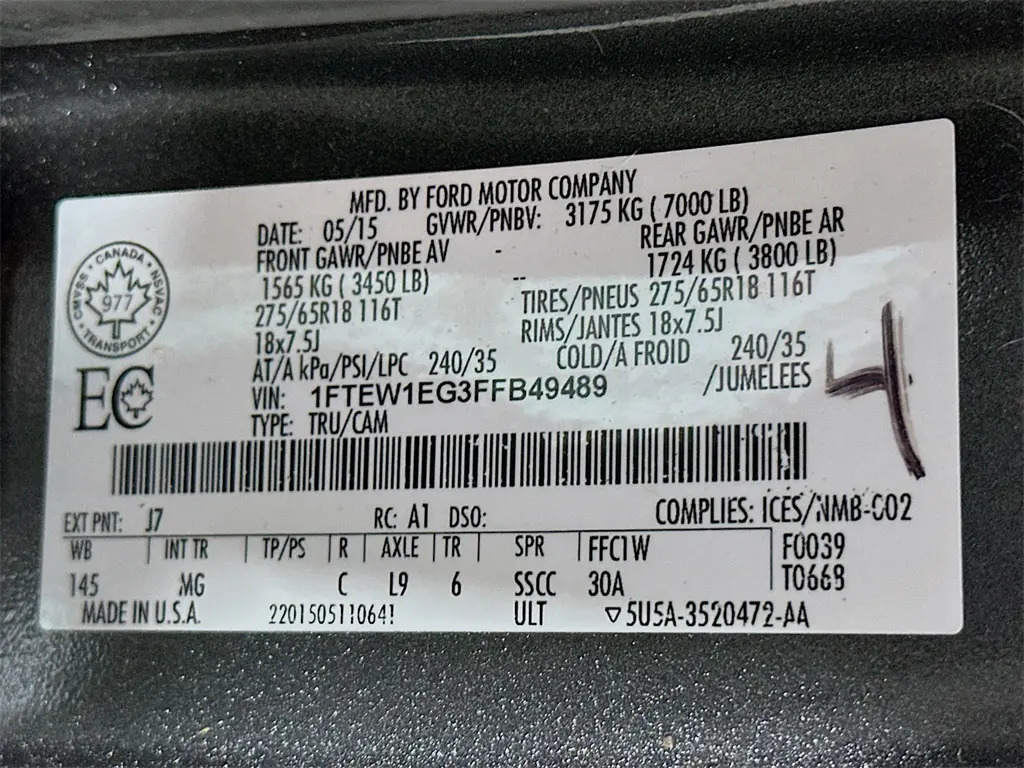 MFD. BY FORD MOTOR COMPANY
DATE: 05/15 GVWR/PNBV: 3175 KG ( 7000 LB)
FRONT GAWR/PNBE AV - REAR GAWR/PNBE AR
1565 KG ( 3450 LB) -- 1724 KG ( 3800 LB)
275/65R18 116T TIRES/PNEUS 275/65R18 116T
18x7.5J RIMS/JANTES 18x7.5J
AT/A kPa/PSI/LPC 240/35 COLD/A FROID 240/35
VIN: 1FTEW1EG3FFB49489 /JUMELEES
TYPE: TRU/CAM
CMVSS · CANADA · NSVAC · TRANSPORT
977
EC
4
EXT PNT: J7 RC: A1 DSO: COMPLIES: ICES/NMB-002
WB INT TR TP/PS R AXLE TR SPR FFC1W F0039
145 MG C L9 6 SSCC 30A T0668
MADE IN U.S.A. 220150511064! ULT ▽5U5A-3520472-AA